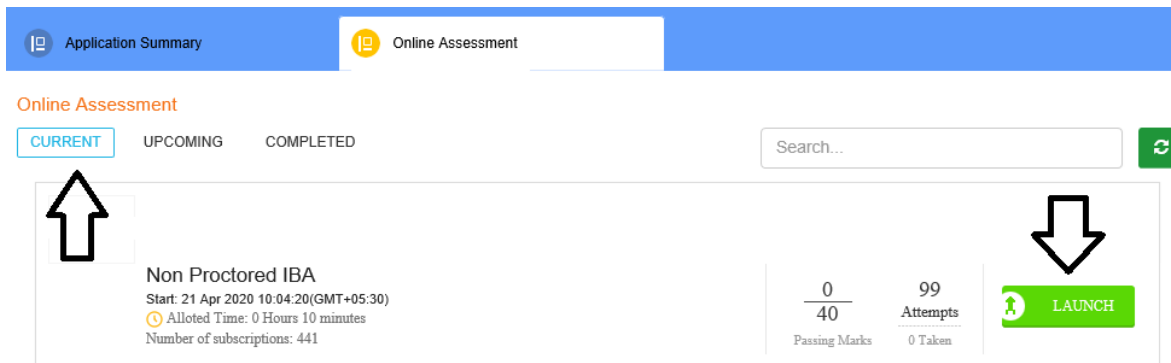 Application Summary
Online Assessment
Online Assessment
CURRENT UPCOMING COMPLETED
Search...
Non Proctored IBA
Start: 21 Apr 2020 10:04:20(GMT+05:30)
Alloted Time: 0 Hours 10 minutes
Number of subscriptions: 441
0
40
Passing Marks
99
Attempts
0 Taken
LAUNCH